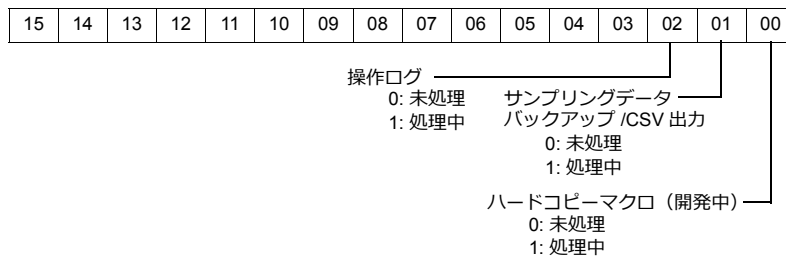 15 14 13 12 11 10 09 08 07 06 05 04 03 02 01 00
操作ログ
0: 未処理
1: 処理中
サンプリングデータ
バックアップ /CSV 出力
0: 未処理
1: 処理中
ハードコピーマクロ（開発中）
0: 未処理
1: 処理中